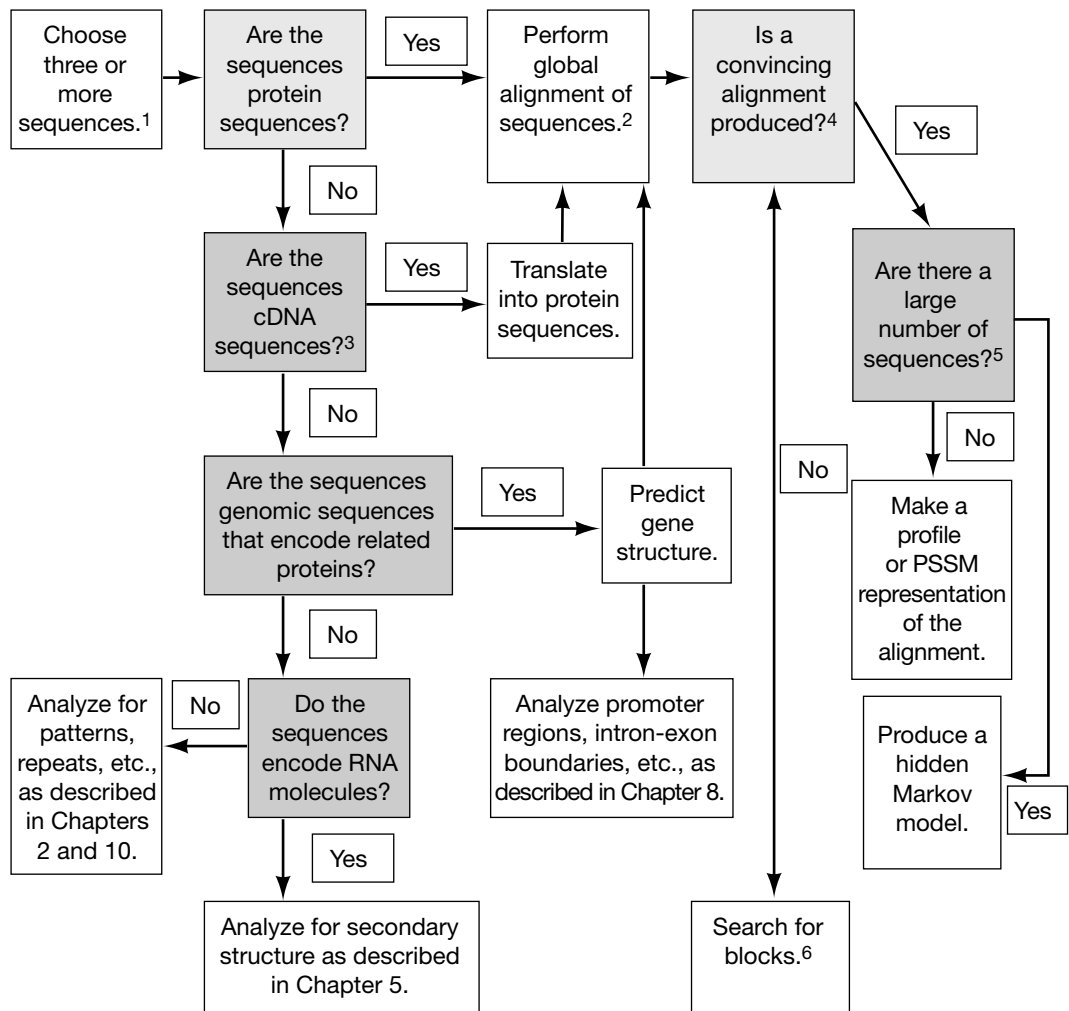 Choose
three or
more
sequences.1
Are the
sequences
protein
sequences?
Yes
Perform
global
alignment of
sequences.2
Is a
convincing
alignment
produced?4
Yes
No
Are the
sequences
cDNA
sequences?3
Yes
Translate
into protein
sequences.
Are there a
large
number of
sequences?5
No
No
Are the sequences
genomic sequences
that encode related
proteins?
Yes
Predict
gene
structure.
No
Make a
profile
or PSSM
representation
of the
alignment.
No
Analyze for
patterns,
repeats, etc.,
as described
in Chapters
2 and 10.
No
Do the
sequences
encode RNA
molecules?
Analyze promoter
regions, intron-exon
boundaries, etc., as
described in Chapter 8.
Produce a
hidden
Markov
model.
Yes
Yes
Analyze for secondary
structure as described
in Chapter 5.
Search for
blocks.6